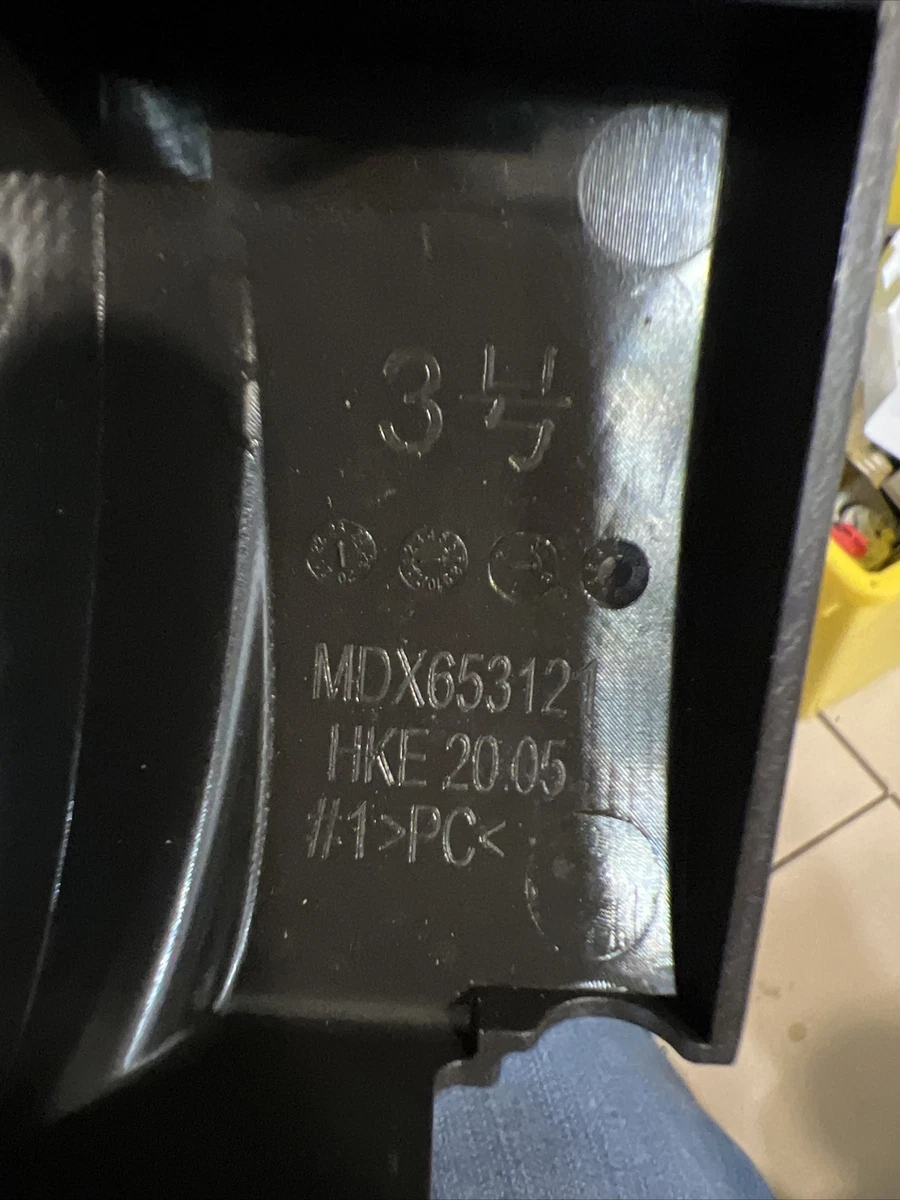 3号
MDX653121
HKE 20.05
#1>PC<